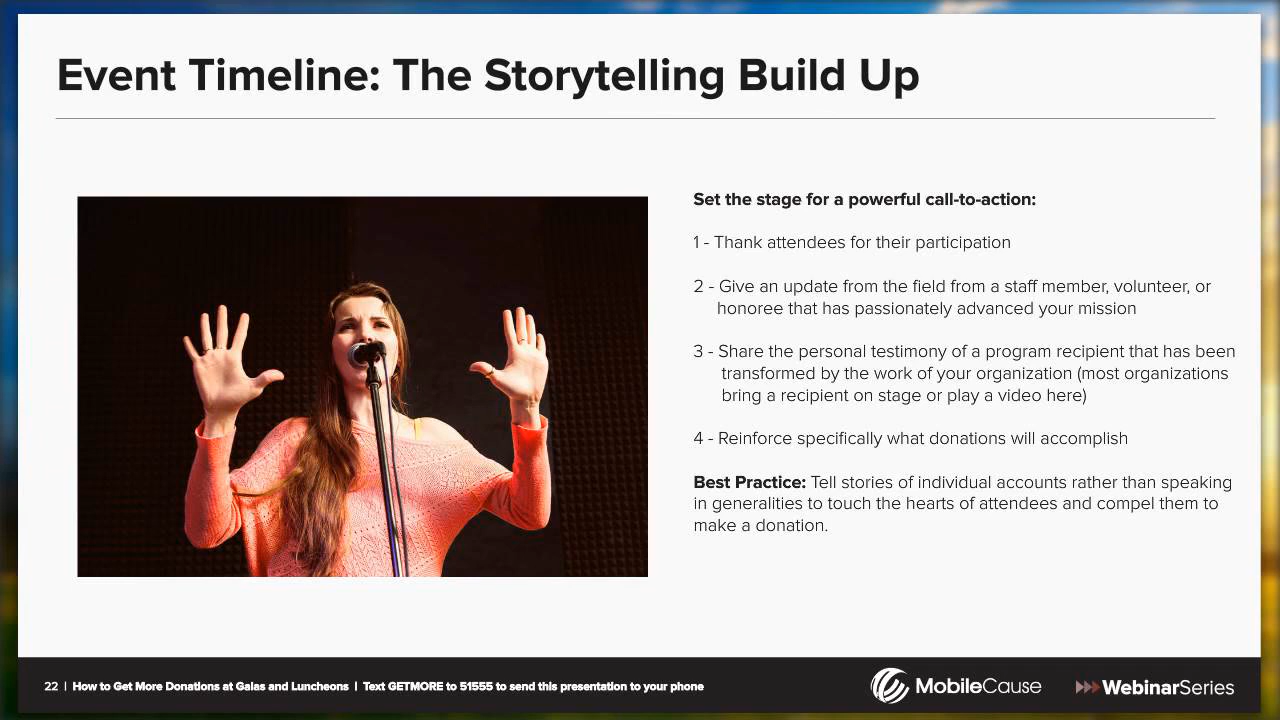 Event Timeline: The Storytelling Build Up
Set the stage for a powerful call-to-action:
1 - Thank attendees for their participation
2 - Give an update from the field from a staff member, volunteer, or
honoree that has passionately advanced your mission
3 - Share the personal testimony of a program recipient that has been
transformed by the work of your organization (most organizations
bring a recipient on stage or play a video here)
4 - Reinforce specifically what donations will accomplish
Best Practice: Tell stories of individual accounts rather than speaking
in generalities to touch the hearts of attendees and compel them to
make a donation.
22 | How to Get More Donations at Galas and Luncheons | Text GETMORE to 51555 to send this presentation to your phone
MobileCause
WebinarSeries